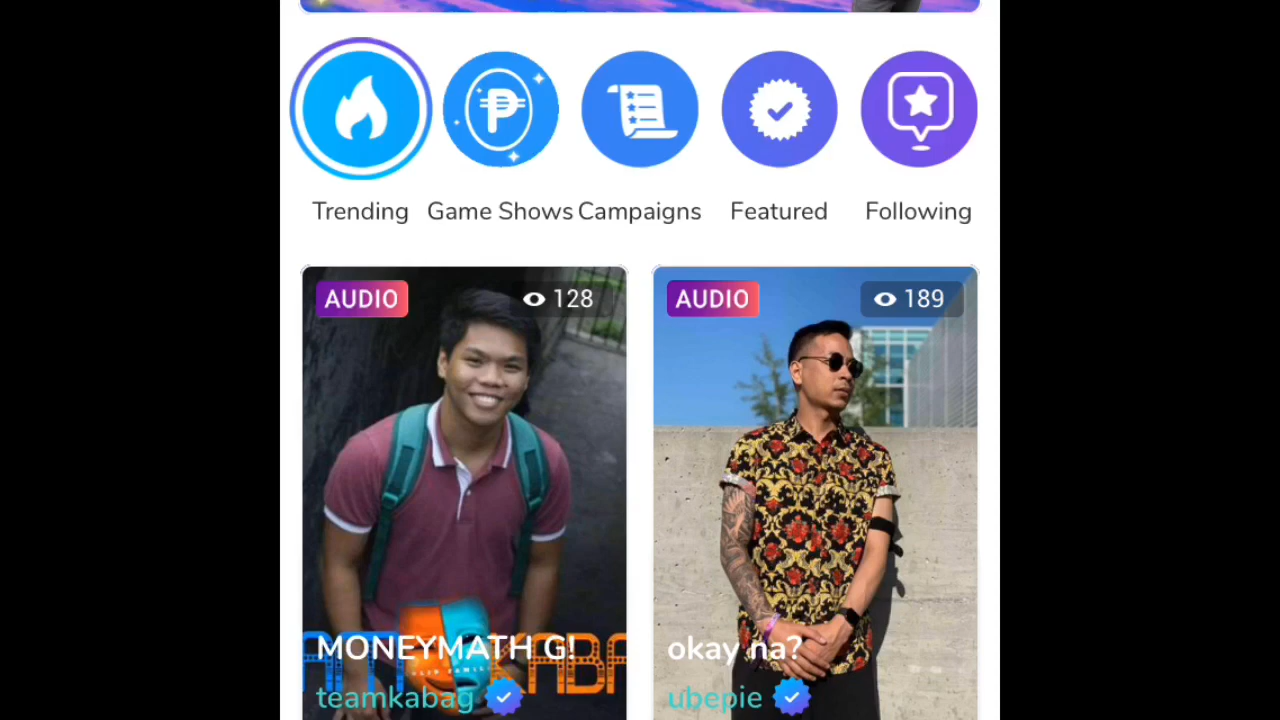 Trending
Game Shows
Campaigns
Featured
Following
AUDIO
128
AUDIO
189
MONEYMATH G!
teamkabag
okay na?
ubepie